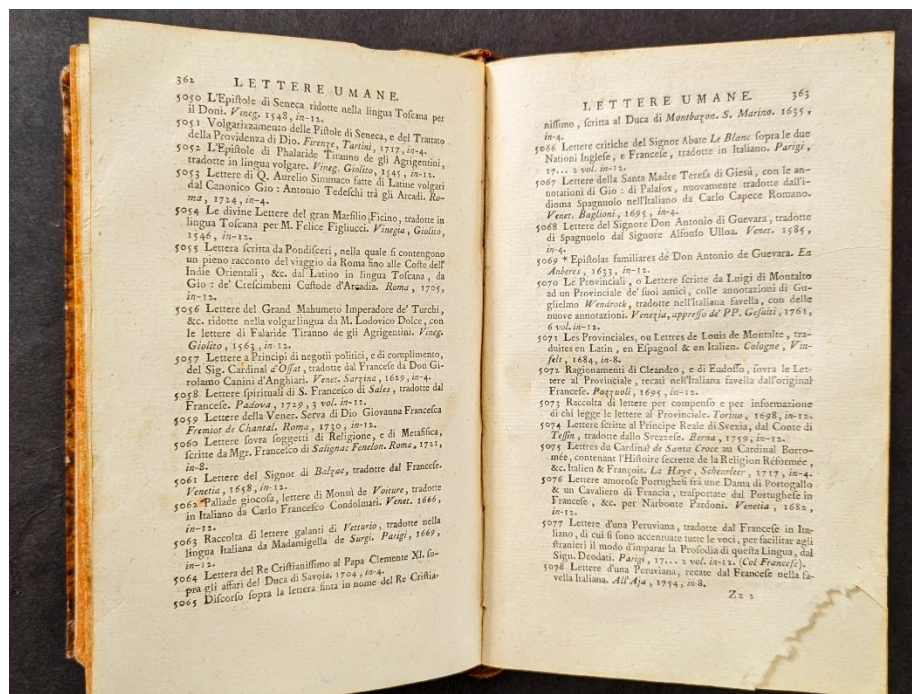 362 LETTERE UMANE.
5050 L'Epiſtole di Seneca ridotte nella lingua Toscana per
il Doni. Vineg. 1548, in-12.
5051 Volgarizzamento delle Piſtole di Seneca, e del Trattato
della Providenza di Dio. Firenze, Tartini, 1717, in-4.
5052 L'Epiſtole di Phalaride Tiranno de gli Agrigentini,
tradotte in lingua volgare. Vineg. Giolito, 1545, in-12.
5053 Lettere di Q. Aurelio Simmaco fatte di Latine volgari
dal Canonico Gio: Antonio Tedeſchi trà gli Arcadi. Ro-
ma, 1724, in-4.
5054 Le divine Lettere del gran Marſilio Ficino, tradotte in
lingua Toſcana per M. Felice Figliucci. Vinegia, Giolito,
1546, in-12.
5055 Lettera ſcritta da Pondiſceri, nella quale ſi contengono
un pieno racconto del viaggio da Roma fino alle Coſte dell'
Indie Orientali, &c. dal Latino in lingua Toſcana, da
Gio: de' Creſcimbeni Cuſtode d'Arcadia. Roma, 1705,
in-12.
5056 Lettere del Grand Mahumeto Imperadore de' Turchi,
&c. ridotte nella volgar lingua da M. Lodovico Dolce, con
le lettere di Falaride Tiranno de gli Agrigentini. Vineg.
Giolito, 1563, in-12.
5057 Lettere a Principi di negotii politici, e di complimento,
del Sig. Cardinal d'Oſſat, tradotte dal Franceſe da Don Gi-
rolamo Canini d'Anghiari. Venet. Sarzina, 1629, in-4.
5058 Lettere ſpirituali di S. Franceſco di Sales, tradotte dal
Franceſe. Padova, 1729, 3 vol. in-12.
5059 Lettere della Vener. Serva di Dio Giovanna Franceſca
Fremiot de Chantal. Roma, 1730, in-12.
5060 Lettere ſovra ſoggetti di Religione, e di Metafiſica,
ſcritte da Mgr. Franceſco di Salignac Fenelon. Roma, 1721,
in-8.
5061 Lettere del Signor di Balzac, tradotte dal Franceſe.
Venetia, 1658, in-12.
5062 Pallade giocoſa, lettere di Monsù de Voiture, tradotte
in Italiano da Carlo Franceſco Condolmari. Venet. 1666,
in-12.
5063 Raccolta di lettere galanti di Vetturio, tradotte nella
lingua Italiana da Madamigella de Surgi. Parigi, 1669,
in-12.
5064 Lettera del Re Criſtianiſſimo al Papa Clemente XI. ſo-
pra gli affari del Duca di Savoia. 1704, in-4.
5065 Diſcorſo ſopra la lettera finta in nome del Re Criſtia-
LETTERE UMANE. 363
niſſimo, ſcritta al Duca di Montbazon. S. Marino. 1635,
in-4.
5066 Lettere critiche del Signor Abate Le Blanc ſopra le due
Nationi Ingleſe, e Franceſe, tradotte in Italiano. Parigi,
17... 2 vol. in-12.
5067 Lettere della Santa Madre Tereſa di Gieſù, con le an-
notazioni di Gio: di Palafox, nuovamente tradotte dall'i-
dioma Spagnuolo nell'Italiano da Carlo Capece Romano.
Venet. Baglioni, 1695, in-4.
5068 Lettere del Signore Don Antonio di Guevara, tradotte
di Spagnuolo dal Signore Alfonſo Ulloa. Venet. 1585,
in-4.
5069 * Epiſtolas familiares de Don Antonio de Guevara. En
Anberes, 1633, in-12.
5070 Le Provinciali, o Lettere ſcritte da Luigi di Montalto
ad un Provinciale de' ſuoi amici, colle annotazioni di Gu-
glielmo Wendrock, tradotte nell'Italiana favella, con delle
nuove annotazioni. Venezia, appreſſo de' PP. Geſuiti, 1761,
6 vol. in-12.
5071 Les Provinciales, ou Lettres de Louis de Montalte, tra-
duites en Latin, en Eſpagnol & en Italien. Cologne, Vin-
felt, 1684, in-8.
5072 Ragionamenti di Cleandro, e di Eudoſſo, ſovra le Let-
tere al Provinciale, recati nell'Italiana favella dall'original
Franceſe. Pozzuoli, 1695, in-12.
5073 Raccolta di lettere per compenſo e per informazione
di chi legge le lettere al Provinciale. Torino, 1698, in-12.
5074 Lettere ſcritte al Principe Reale di Svezia, dal Conte di
Teſſin, tradotte dallo Svezzeſe. Berna, 1759, in-12.
5075 Lettres du Cardinal de Santa Croce au Cardinal Borro-
mée, contenant l'Hiſtoire ſecrette de la Religion Réformée,
&c. Italien & François. La Haye, Scheurleer, 1717, in-4.
5076 Lettere amoroſe Portugheſi frà une Dama di Portogallo
& un Cavaliero di Francia, traſportate dal Portugheſe in
Franceſe, &c. per Narbonte Pardoni. Venetia, 1682,
in-12.
5077 Lettere d'una Peruviana, tradotte dal Franceſe in Ita-
liano, di cui ſi ſono accennate tutte le voci, per facilitar agli
ſtranieri il modo d'imparar la Proſodia di queſta Lingua, dal
Sign. Deodati. Parigi, 17... 2 vol. in-12. (Col Franceſe).
5078 Lettere d'una Peruviana, recate dal Franceſe nella fa-
vella Italiana. All'Aja, 1754, in-8.
Zz 2